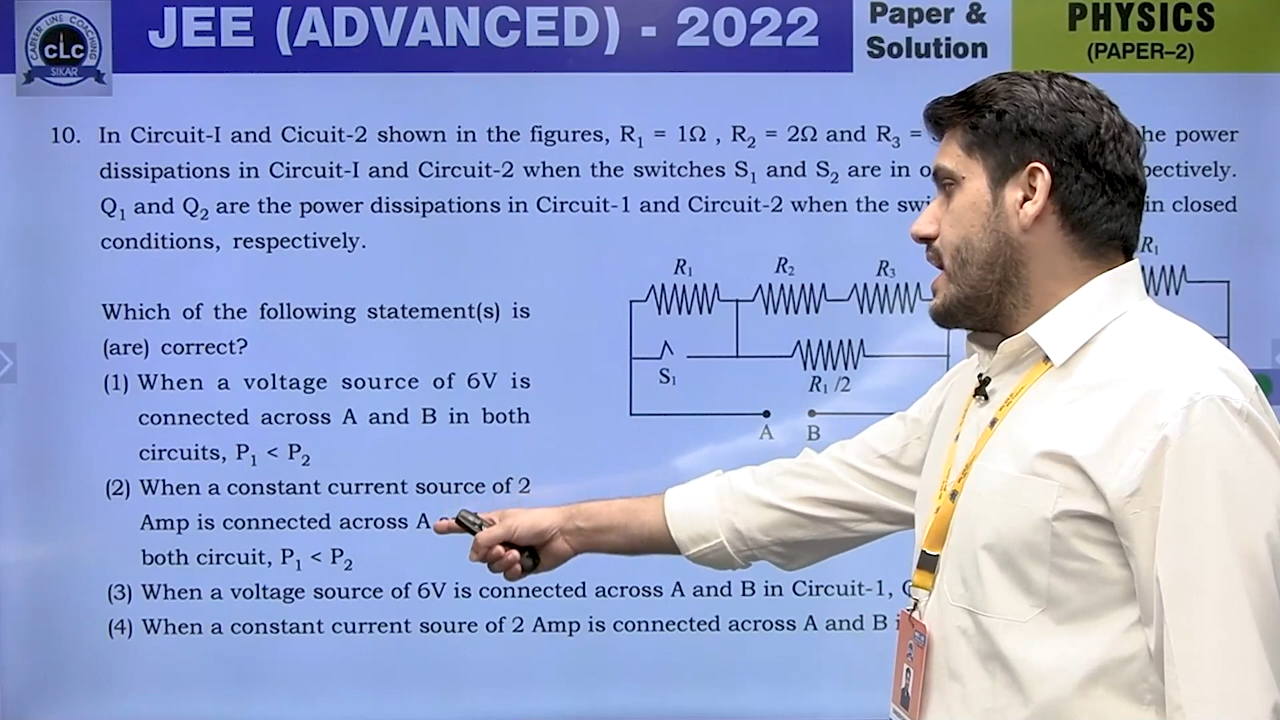 CAREER LINE COACHING
CLC
SIKAR
JEE (ADVANCED) - 2022
Paper &
Solution
PHYSICS
(PAPER–2)
10. In Circuit-I and Cicuit-2 shown in the figures, R₁ = 1Ω , R₂ = 2Ω and R₃ = he power
dissipations in Circuit-I and Circuit-2 when the switches S₁ and S₂ are in o pectively.
Q₁ and Q₂ are the power dissipations in Circuit-1 and Circuit-2 when the swi in closed
conditions, respectively.
Which of the following statement(s) is
(are) correct?
(1) When a voltage source of 6V is
connected across A and B in both
circuits, P₁ < P₂
(2) When a constant current source of 2
Amp is connected across A
both circuit, P₁ < P₂
(3) When a voltage source of 6V is connected across A and B in Circuit-1,
(4) When a constant current soure of 2 Amp is connected across A and B
R₁ R₂ R₃
S₁ R₁/2
A B
R₁